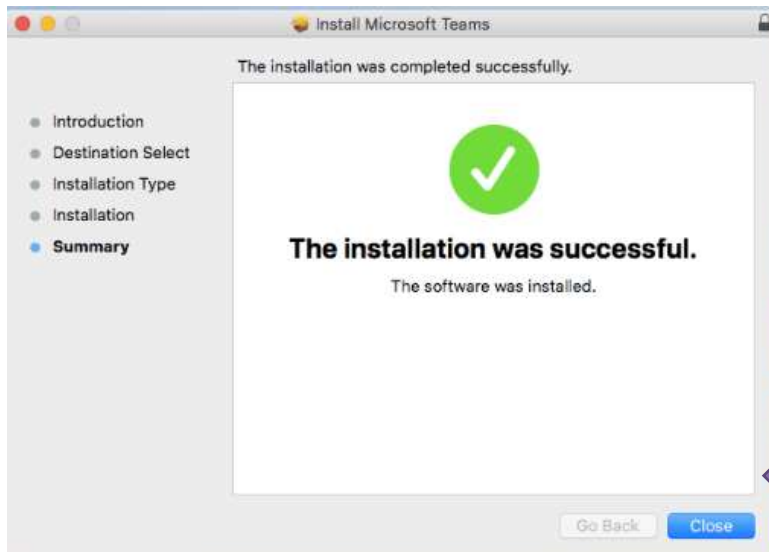 Install Microsoft Teams
The installation was completed successfully.
Introduction
Destination Select
Installation Type
Installation
Summary
The installation was successful.
The software was installed.
Go Back
Close